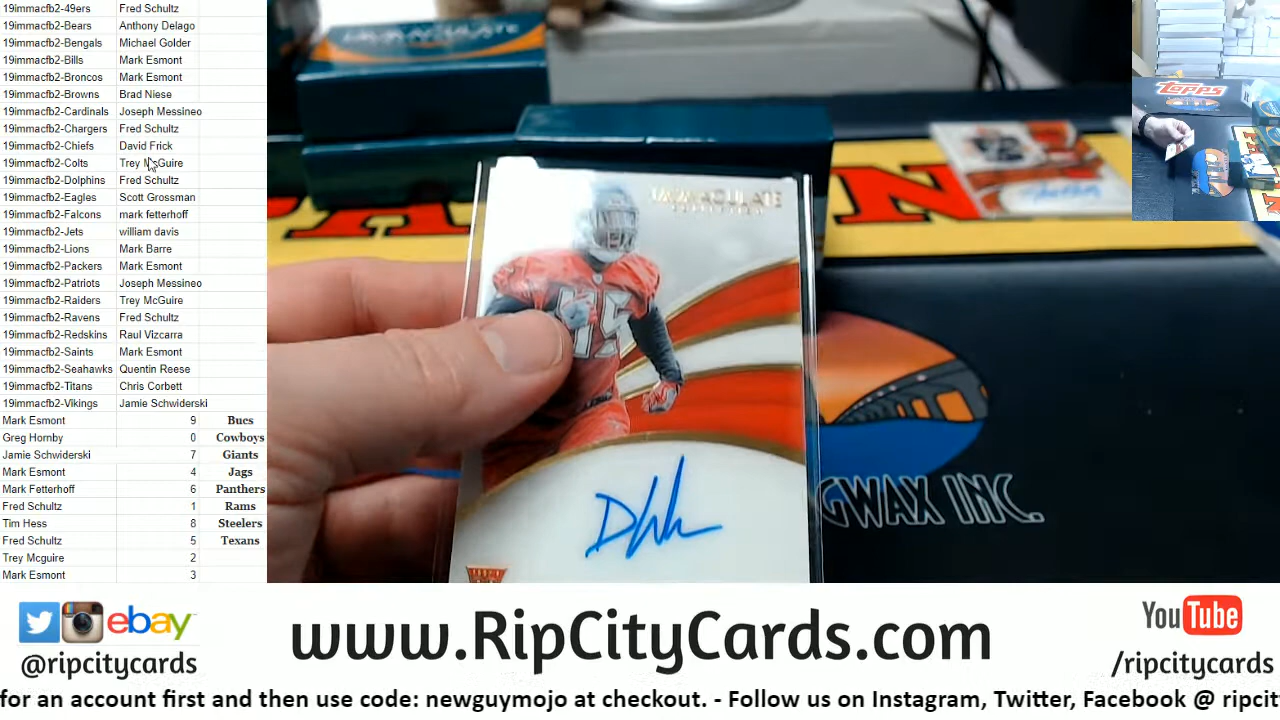 19immacfb2-49ers Fred Schultz
19immacfb2-Bears Anthony Delago
19immacfb2-Bengals Michael Golder
19immacfb2-Bills Mark Esmont
19immacfb2-Broncos Mark Esmont
19immacfb2-Browns Brad Niese
19immacfb2-Cardinals Joseph Messineo
19immacfb2-Chargers Fred Schultz
19immacfb2-Chiefs David Frick
19immacfb2-Colts Trey McGuire
19immacfb2-Dolphins Fred Schultz
19immacfb2-Eagles Scott Grossman
19immacfb2-Falcons mark fetterhoff
19immacfb2-Jets william davis
19immacfb2-Lions Mark Barre
19immacfb2-Packers Mark Esmont
19immacfb2-Patriots Joseph Messineo
19immacfb2-Raiders Trey McGuire
19immacfb2-Ravens Fred Schultz
19immacfb2-Redskins Raul Vizcarra
19immacfb2-Saints Mark Esmont
19immacfb2-Seahawks Quentin Reese
19immacfb2-Titans Chris Corbett
19immacfb2-Vikings Jamie Schwiderski
Mark Esmont 9 Bucs
Greg Hornby 0 Cowboys
Jamie Schwiderski 7 Giants
Mark Esmont 4 Jags
Mark Fetterhoff 6 Panthers
Fred Schultz 1 Rams
Tim Hess 8 Steelers
Fred Schultz 5 Texans
Trey Mcguire 2
Mark Esmont 3
IMMACULATE
COLLECTION
45
GWAX INC.
Topps
ebay
@ripcitycards
www.RipCityCards.com
YouTube
/ripcitycards
for an account first and then use code: newguymojo at checkout. - Follow us on Instagram, Twitter, Facebook @ ripcit